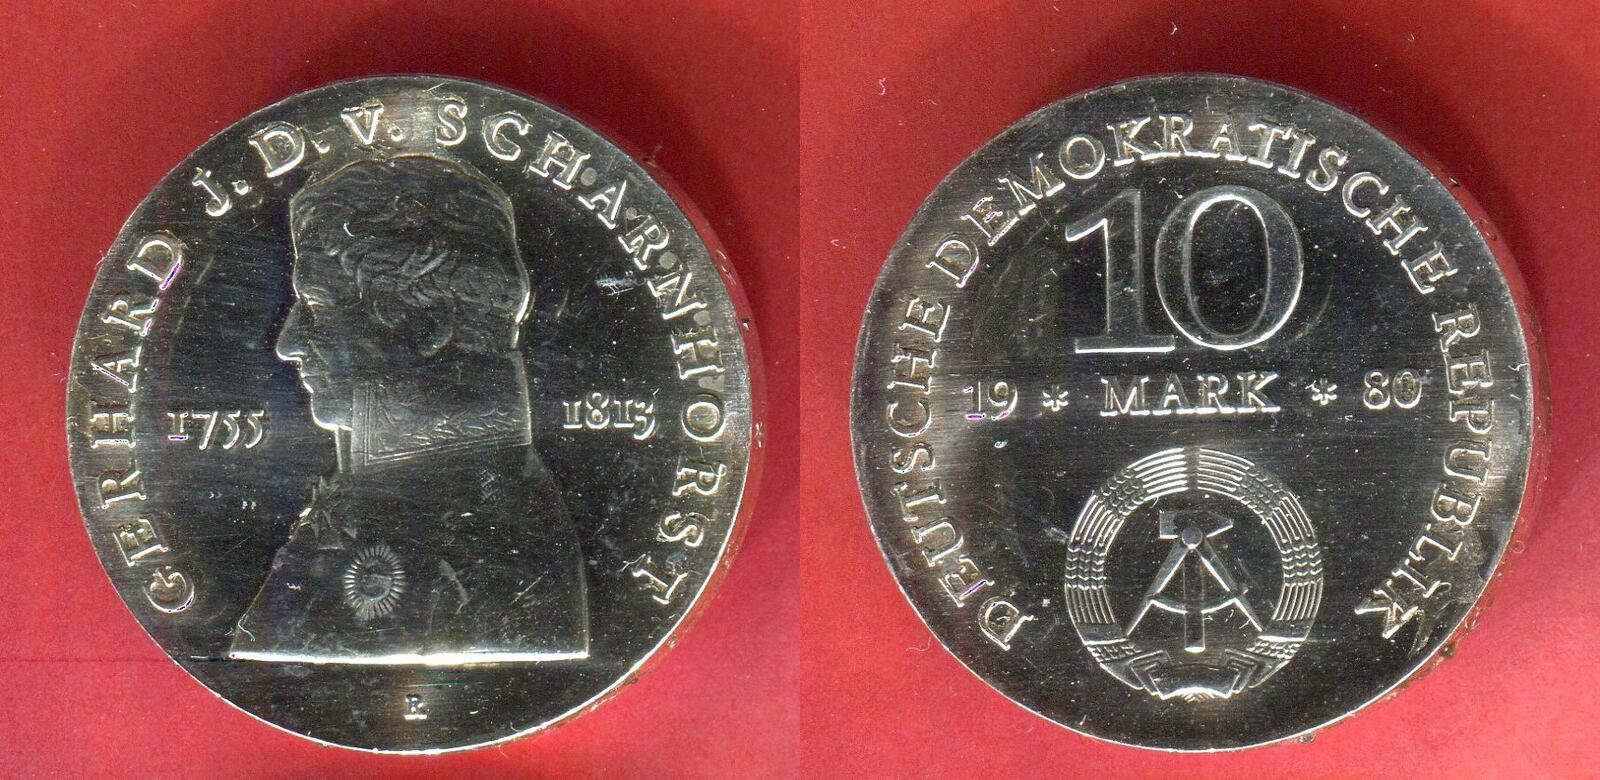 GERHARD J. D. V. SCHARNHORST
1755 1813
R
DEUTSCHE DEMOKRATISCHE REPUBLIK
10
19 * MARK * 80